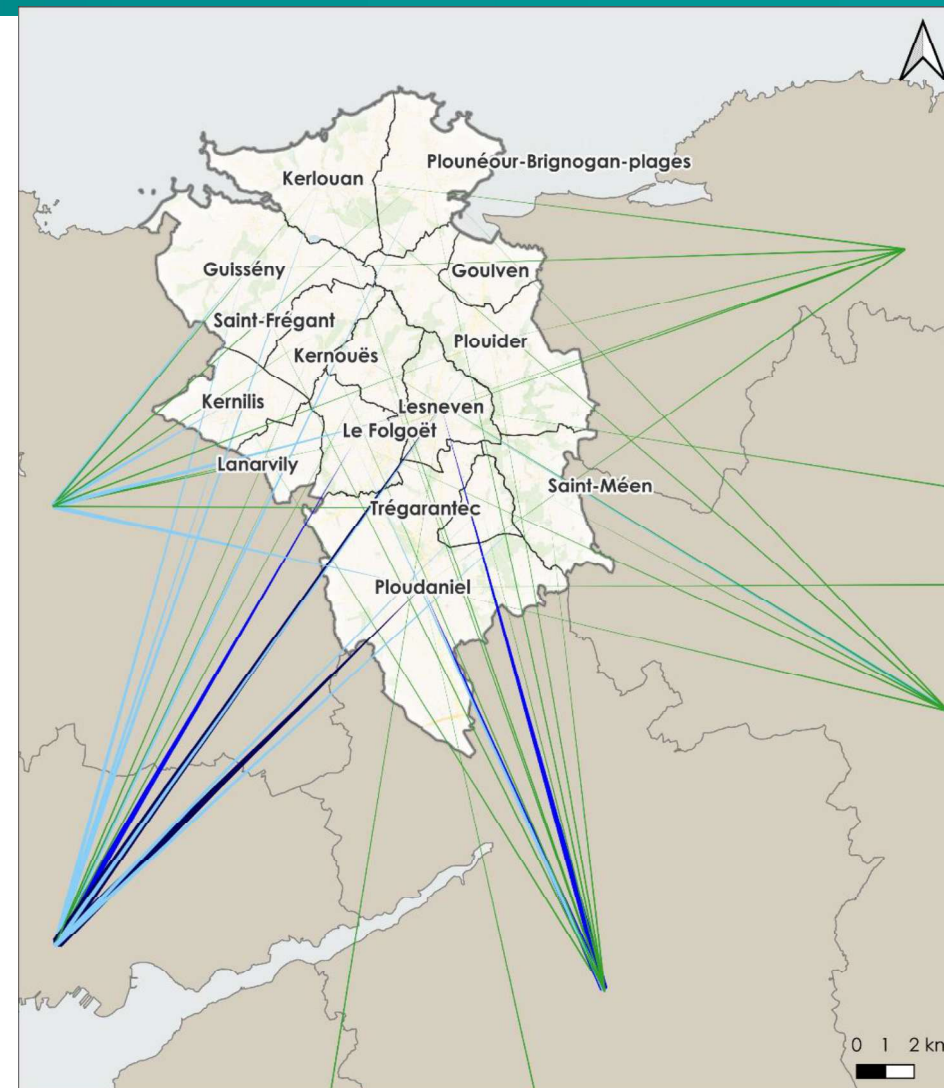 Plounéour-Brignogan-plages
Kerlouan
Guissény
Goulven
Saint-Frégant
Plouider
Kernouës
Kernilis
Lesneven
Le Folgoët
Lanarvily
Saint-Méen
Trégarantec
Ploudaniel
0 1 2 km